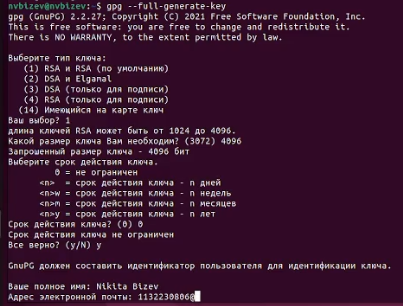 nvbizev@nvbizev:~$ gpg --full-generate-key
gpg (GnuPG) 2.2.27; Copyright (C) 2021 Free Software Foundation, Inc.
This is free software: you are free to change and redistribute it.
There is NO WARRANTY, to the extent permitted by law.
Выберите тип ключа:
(1) RSA и RSA (по умолчанию)
(2) DSA и Elgamal
(3) DSA (только для подписи)
(4) RSA (только для подписи)
(14) Имеющийся на карте ключ
Ваш выбор? 1
длина ключей RSA может быть от 1024 до 4096.
Какой размер ключа Вам необходим? (3072) 4096
Запрошенный размер ключа - 4096 бит
Выберите срок действия ключа.
0 = не ограничен
<n> = срок действия ключа - n дней
<n>w = срок действия ключа - n недель
<n>m = срок действия ключа - n месяцев
<n>y = срок действия ключа - n лет
Срок действия ключа? (0) 0
Срок действия ключа не ограничен
Все верно? (y/N) y
GnuPG должен составить идентификатор пользователя для идентификации ключа.
Ваше полное имя: Nikita Bizev
Адрес электронной почты: 1132230806@